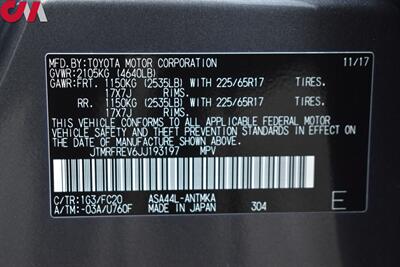 MFD.BY:TOYOTA MOTOR CORPORATION 11/17
GVWR:2105KG (4640LB)
GAWR:FRT. 1150KG (2535LB) WITH 225/65R17 TIRES.
17X7J RIMS.
RR. 1150KG (2535LB) WITH 225/65R17 TIRES.
17X7J RIMS.
THIS VEHICLE CONFORMS TO ALL APPLICABLE
FEDERAL MOTOR VEHICLE SAFETY, BUMPER, AND
THEFT PREVENTION STANDARDS IN EFFECT ON
THE DATE OF MANUFACTURE SHOWN ABOVE.
JTMRFREV6JJ193197 MPV
C/TR:1G3/FC20 ASA44L-ANTMKA
A/TM:-03A/U760F MADE IN JAPAN 304 E